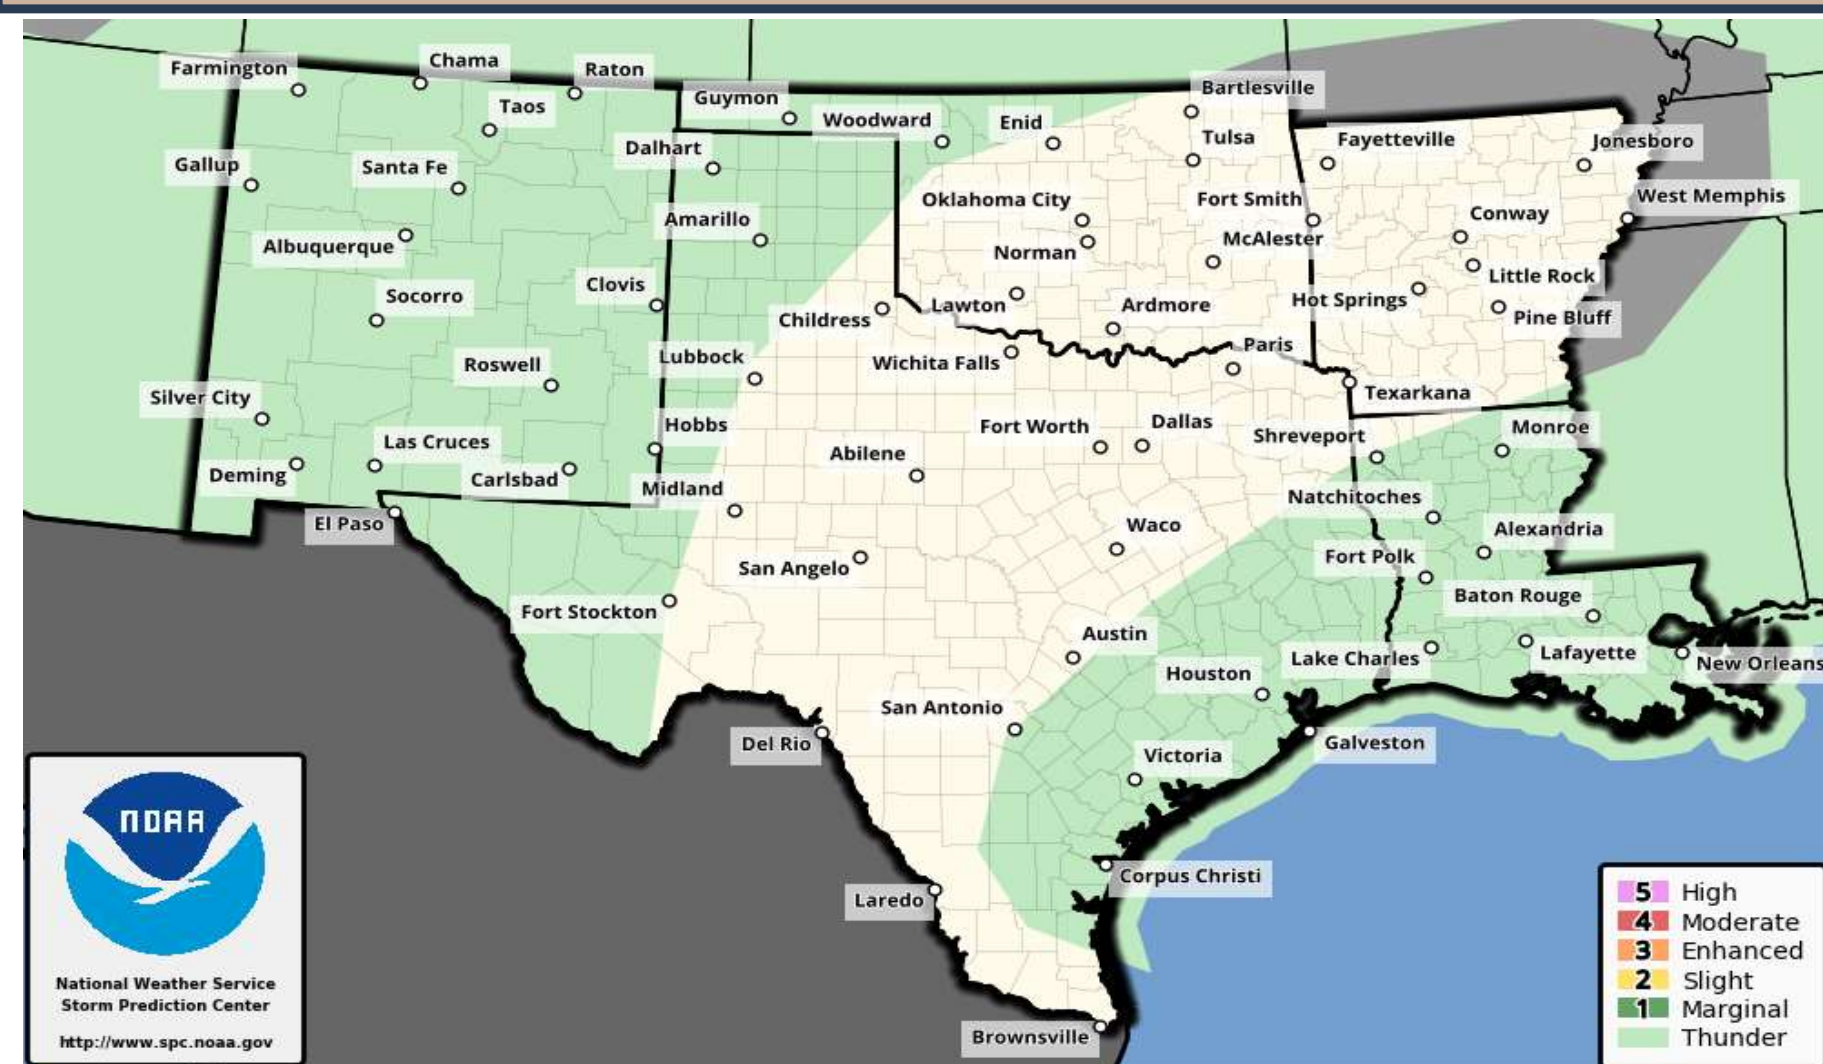 Farmington
Chama
Raton
Taos
Guymon
Woodward
Enid
Bartlesville
Tulsa
Fayetteville
Jonesboro
Gallup
Santa Fe
Dalhart
Oklahoma City
Fort Smith
Conway
West Memphis
Albuquerque
Amarillo
Norman
McAlester
Little Rock
Socorro
Clovis
Childress
Lawton
Ardmore
Hot Springs
Pine Bluff
Roswell
Lubbock
Wichita Falls
Paris
Texarkana
Silver City
Las Cruces
Hobbs
Abilene
Fort Worth
Dallas
Shreveport
Monroe
Deming
Carlsbad
Midland
Natchitoches
El Paso
San Angelo
Waco
Fort Polk
Alexandria
Fort Stockton
Austin
Baton Rouge
Houston
Lake Charles
Lafayette
New Orleans
Del Rio
San Antonio
Victoria
Galveston
Laredo
Corpus Christi
Brownsville
NOAA
National Weather Service
Storm Prediction Center
http://www.spc.noaa.gov
5 High
4 Moderate
3 Enhanced
2 Slight
1 Marginal
Thunder